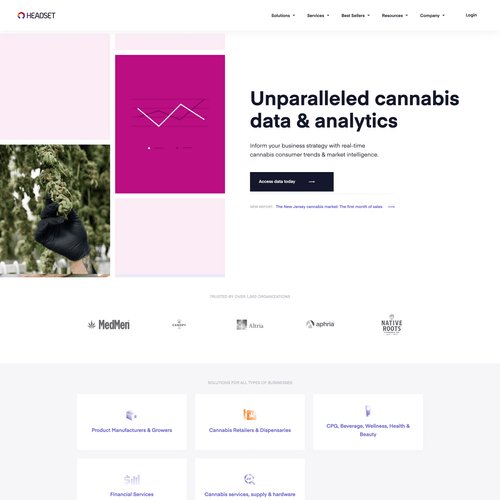 HEADSET
Solutions Services Best Sellers Resources Company Login
Unparalleled cannabis
data & analytics
Inform your business strategy with real-time
cannabis consumer trends & market intelligence.
Access data today
NEW REPORT The New Jersey cannabis market: The first month of sales
TRUSTED BY OVER 1,500 ORGANIZATIONS
MedMen
CANOPY
Altria
aphria
NATIVE
ROOTS
SOLUTIONS FOR ALL TYPES OF BUSINESSES
Product Manufacturers & Growers
Cannabis Retailers & Dispensaries
CPG, Beverage, Wellness, Health &
Beauty
Financial Services
Cannabis services, supply & hardware